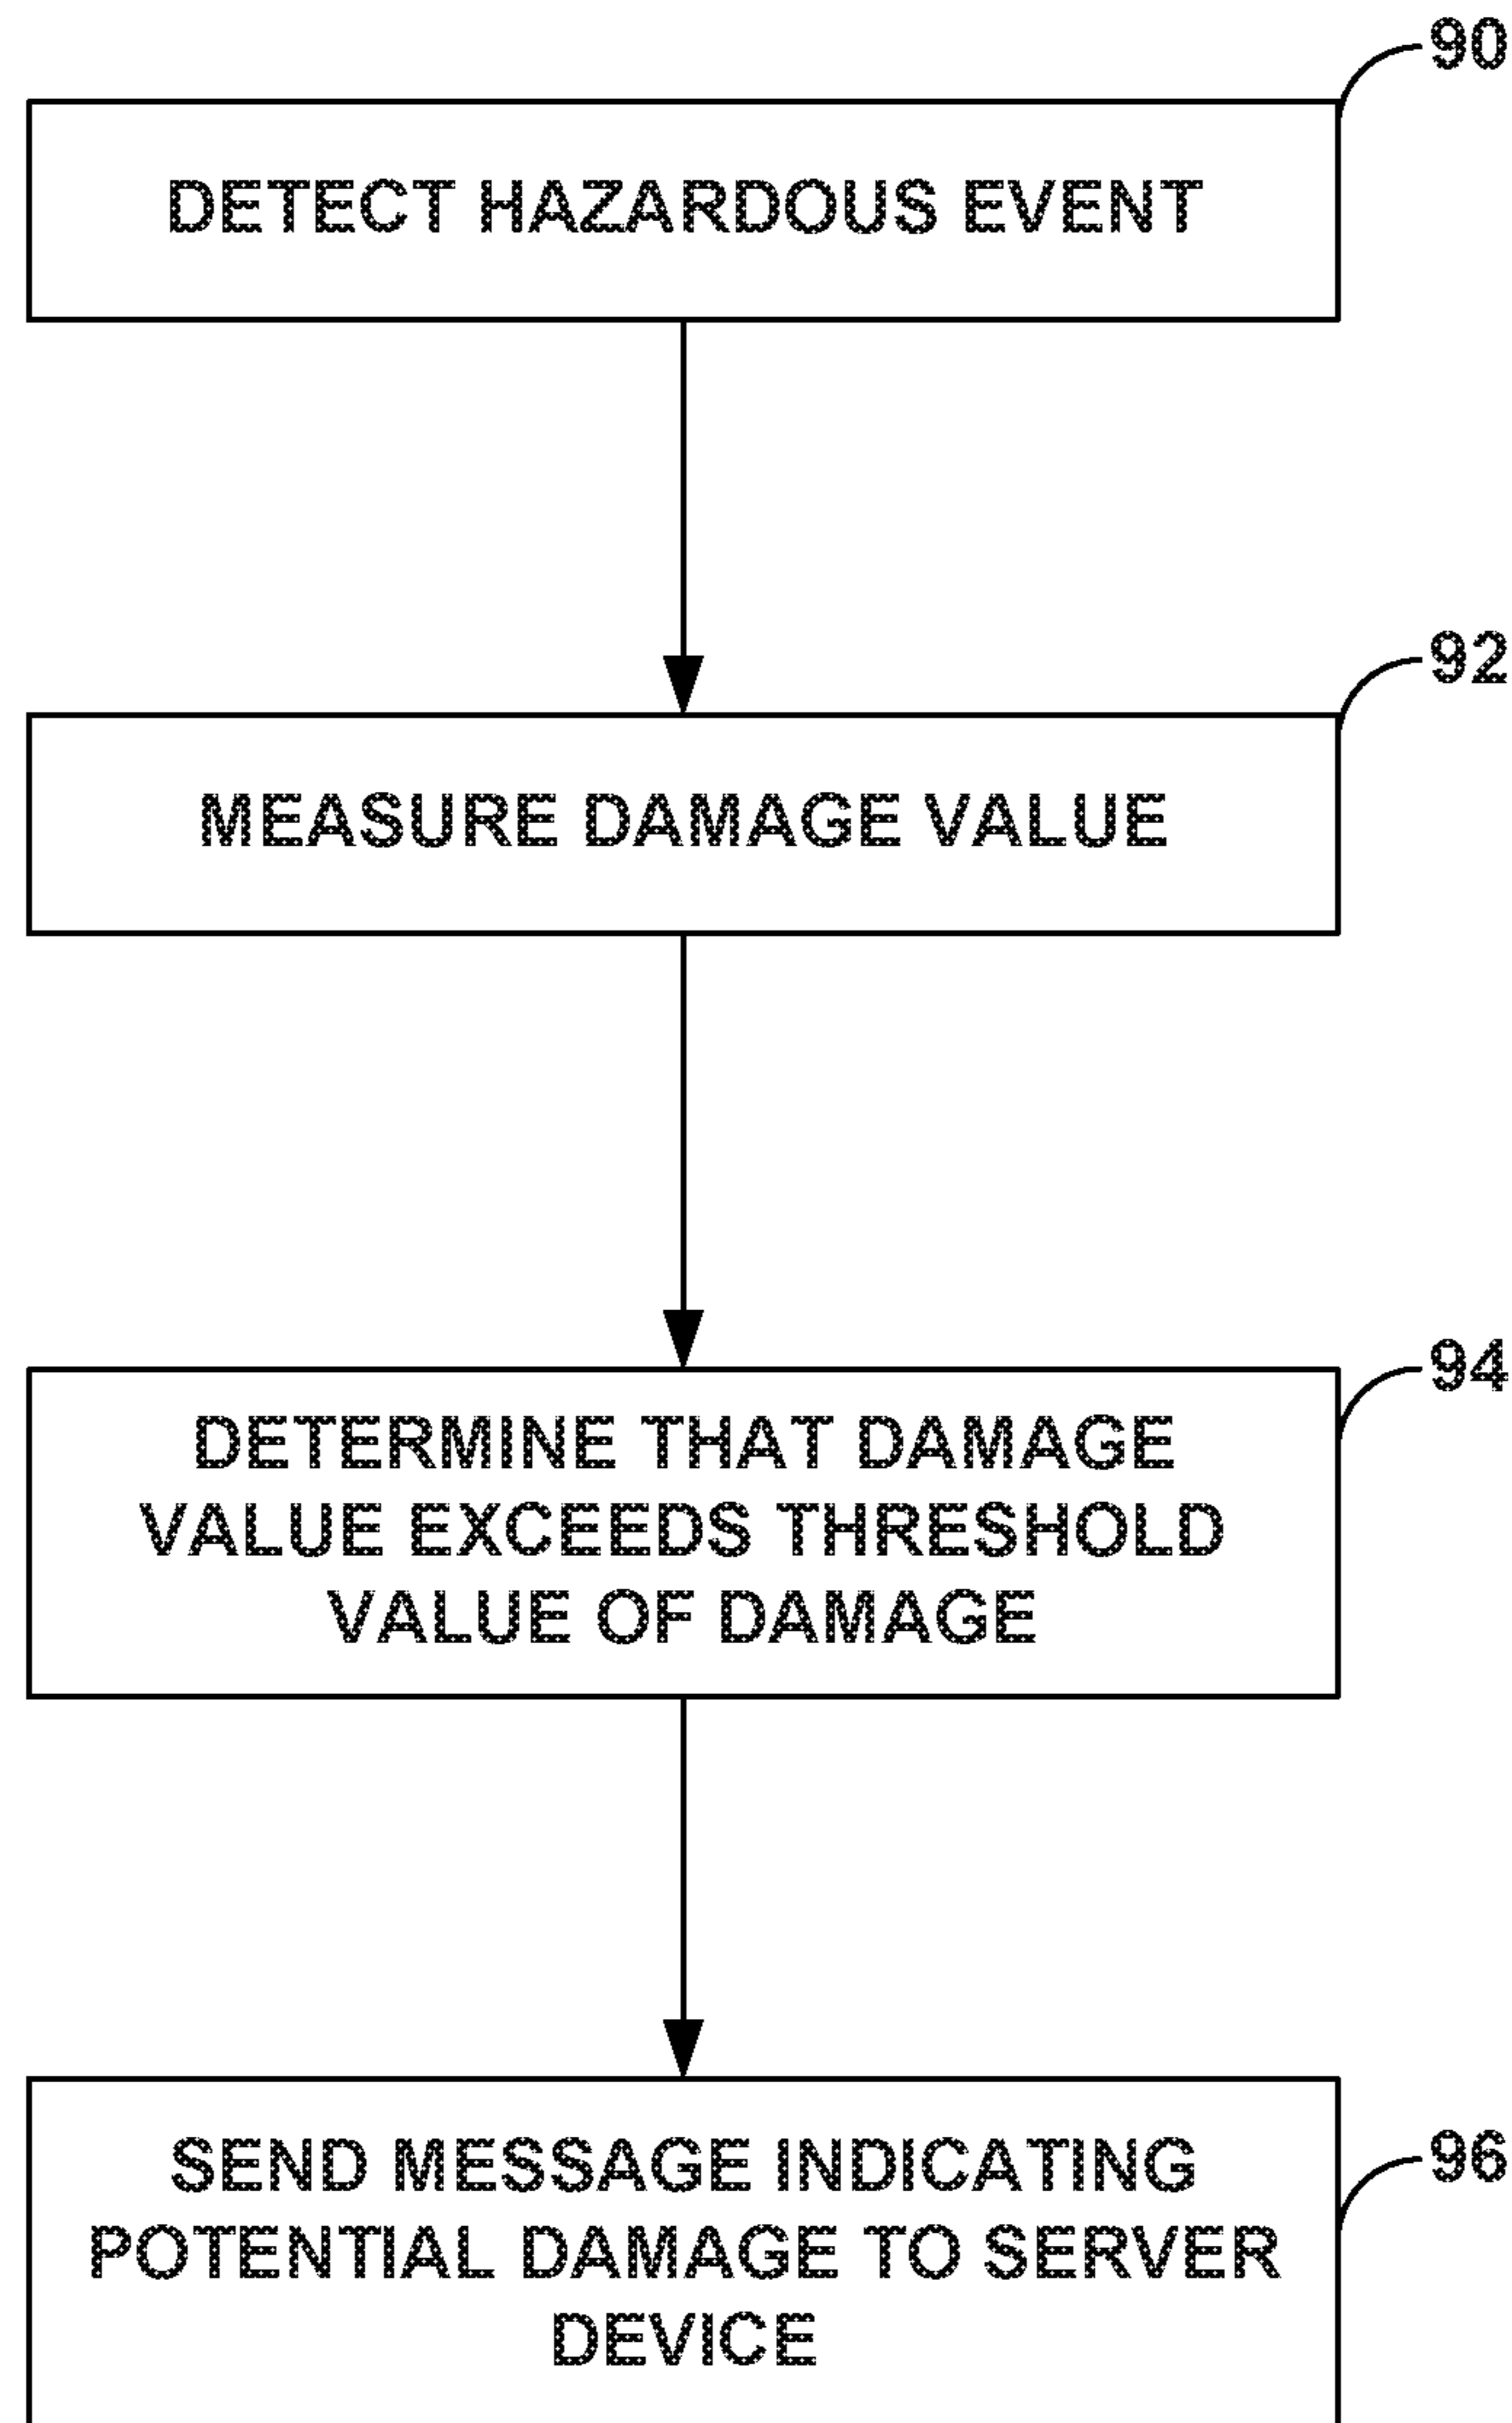 90
DETECT HAZARDOUS EVENT
92
MEASURE DAMAGE VALUE
94
DETERMINE THAT DAMAGE
VALUE EXCEEDS THRESHOLD
VALUE OF DAMAGE
96
SEND MESSAGE INDICATING
POTENTIAL DAMAGE TO SERVER
DEVICE